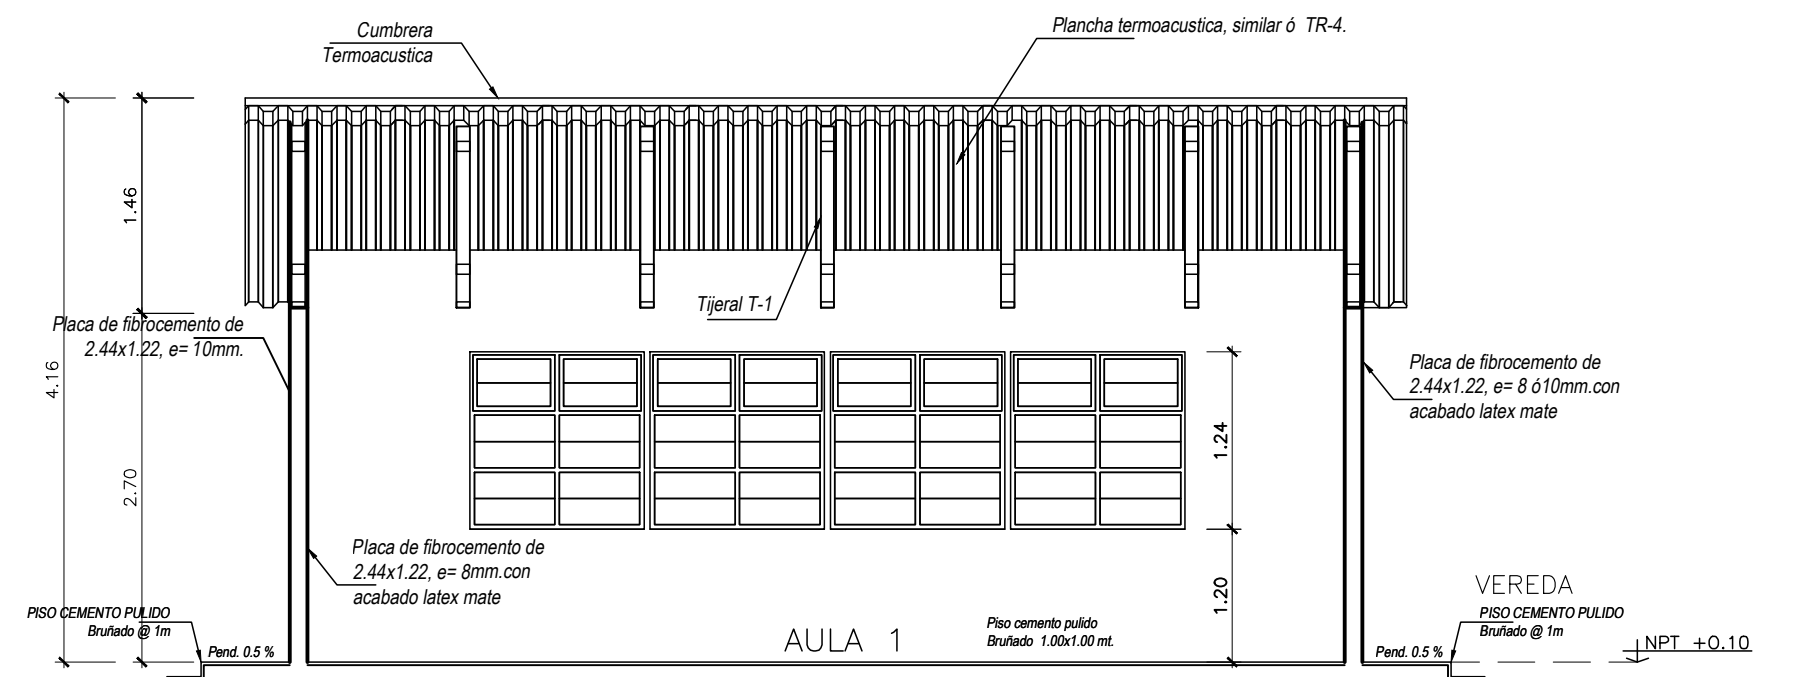 Cumbrera
Termoacustica
Plancha termoacustica, similar ó TR-4.
1.46
4.16
2.70
Tijeral T-1
Placa de fibrocemento de
2.44x1.22, e= 10mm.
Placa de fibrocemento de
2.44x1.22, e= 8 ó10mm.con
acabado latex mate
1.24
1.20
Placa de fibrocemento de
2.44x1.22, e= 8mm.con
acabado latex mate
PISO CEMENTO PULIDO
Bruñado @ 1m
Pend. 0.5 %
AULA 1
Piso cemento pulido
Bruñado 1.00x1.00 mt.
VEREDA
PISO CEMENTO PULIDO
Bruñado @ 1m
Pend. 0.5 %
NPT +0.10